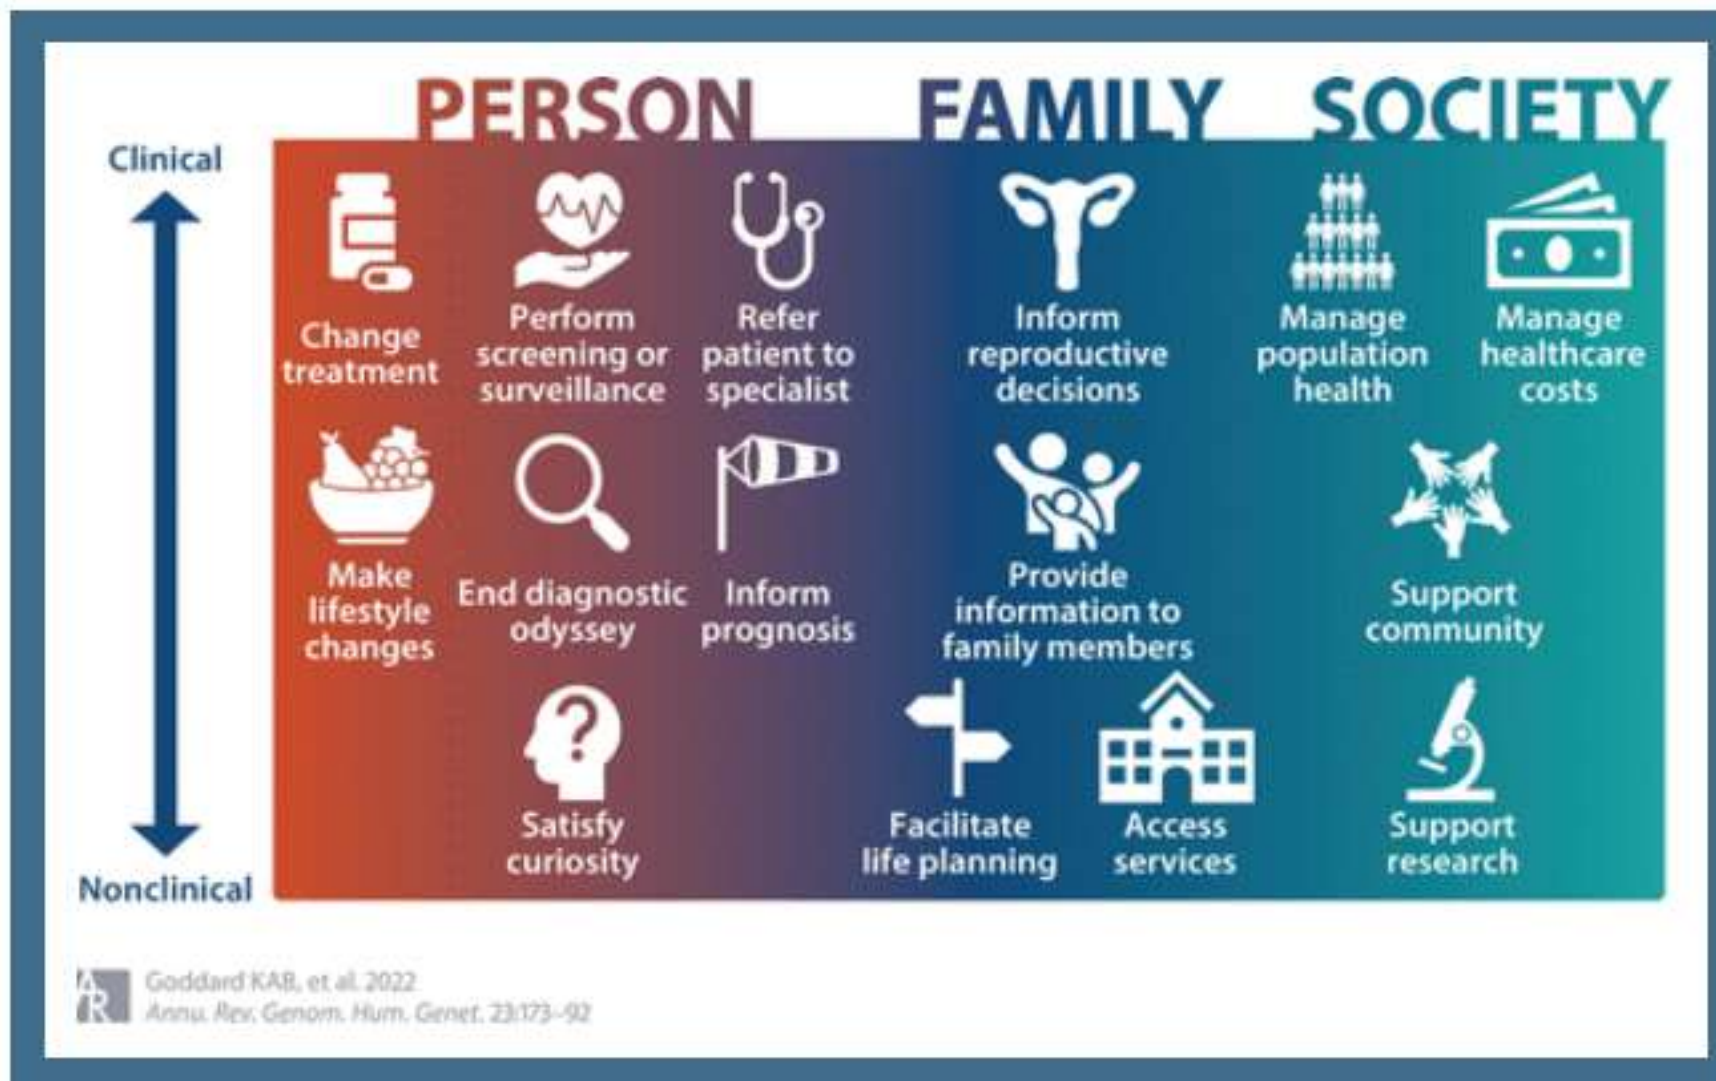 PERSON
FAMILY
SOCIETY
Clinical
Change
treatment
Perform
screening or
surveillance
Refer
patient to
specialist
Inform
reproductive
decisions
Manage
population
health
Manage
healthcare
costs
Make
lifestyle
changes
End diagnostic
odyssey
Inform
prognosis
Provide
information to
family members
Support
community
Satisfy
curiosity
Facilitate
life planning
Access
services
Support
research
Nonclinical
AR
Goddard KAB, et al. 2022
Annu. Rev. Genom. Hum. Genet. 23:173–92